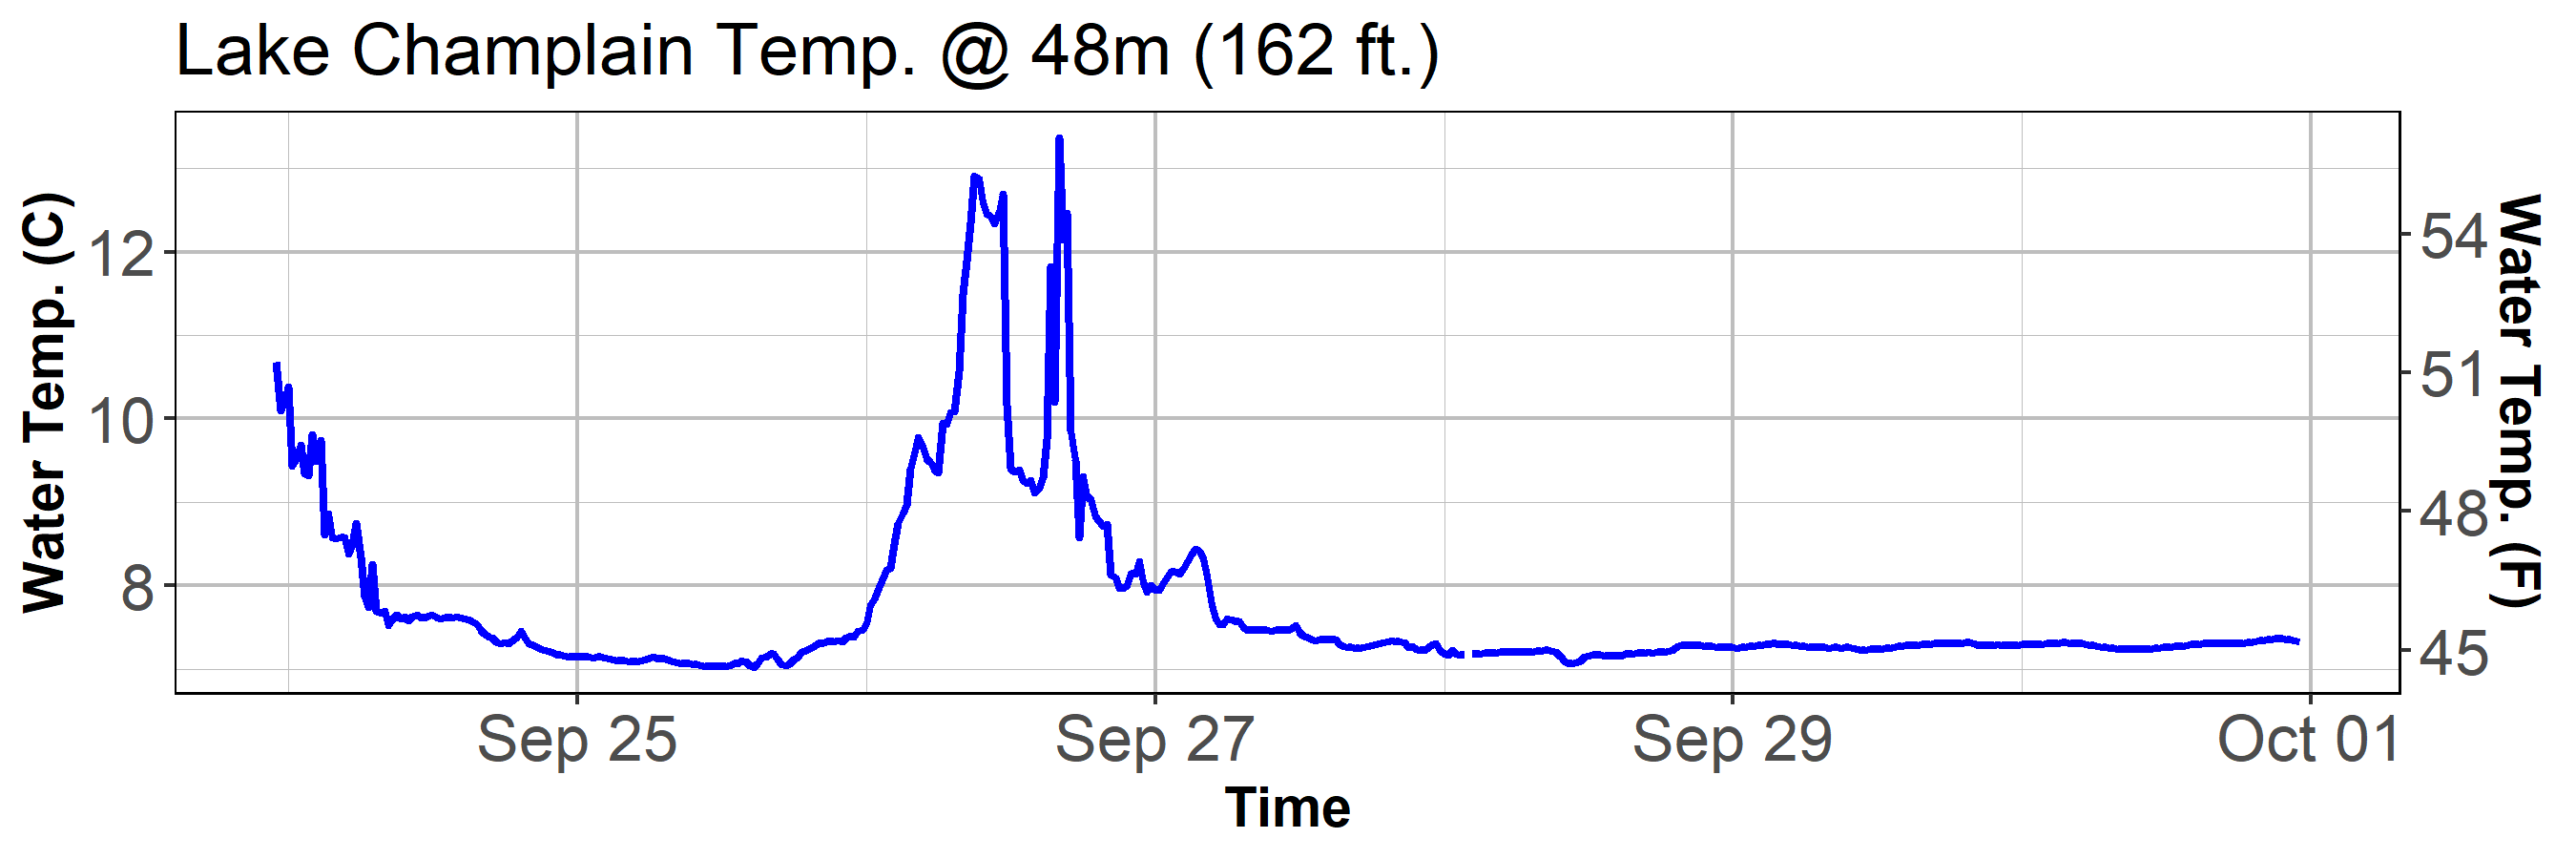 Lake Champlain Temp. @ 48m (162 ft.)
Water Temp. (C)
12
10
8
54
51
48
45
Water Temp. (F)
Sep 25 Sep 27 Sep 29 Oct 01
Time